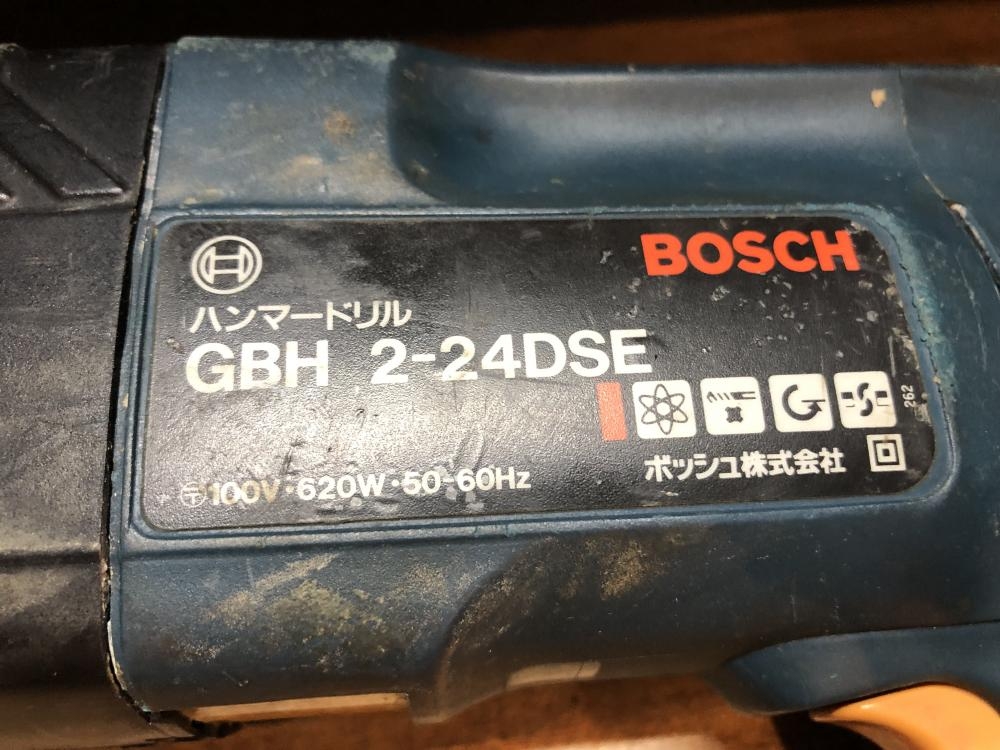 BOSCH
ハンマードリル
GBH 2-24DSE
262
ボッシュ株式会社
〒 100V・620W・50-60Hz